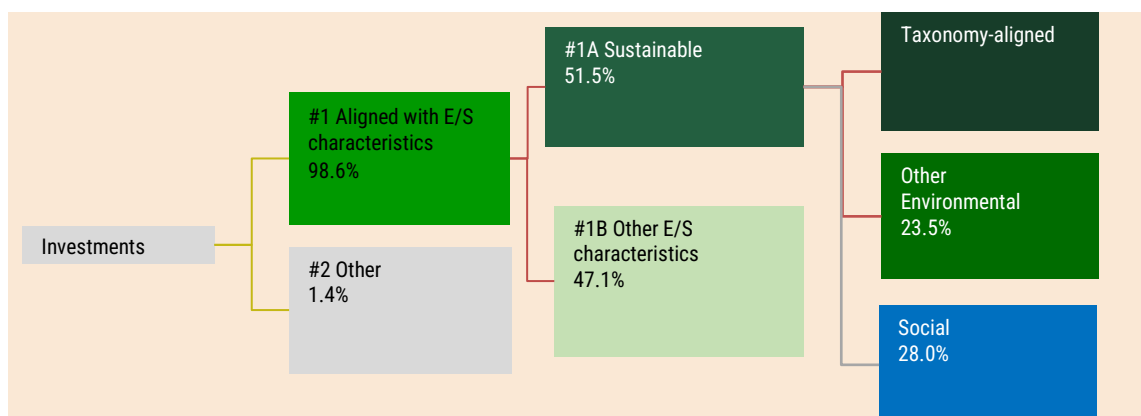 Investments
#1 Aligned with E/S
characteristics
98.6%
#2 Other
1.4%
#1A Sustainable
51.5%
#1B Other E/S
characteristics
47.1%
Taxonomy-aligned
Other
Environmental
23.5%
Social
28.0%